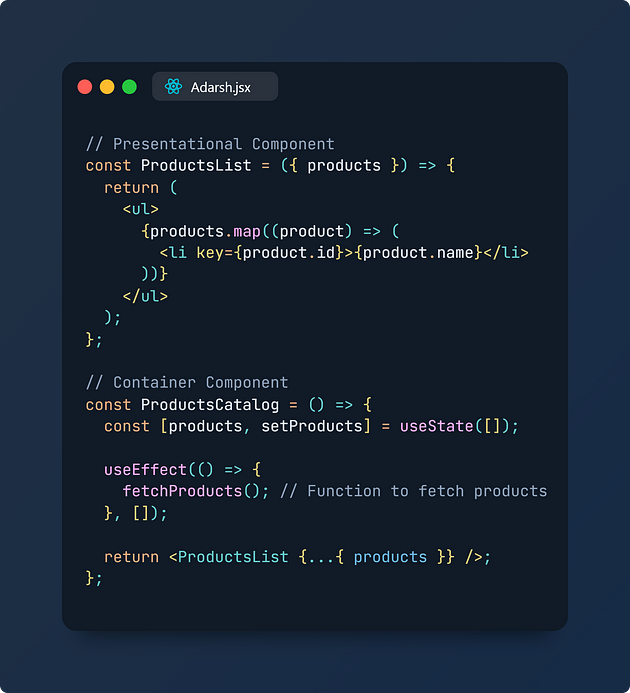 Adarsh.jsx
// Presentational Component
const ProductsList = ({ products }) => {
  return (
    <ul>
      {products.map((product) => (
        <li key={product.id}>{product.name}</li>
      ))}
    </ul>
  );
};

// Container Component
const ProductsCatalog = () => {
  const [products, setProducts] = useState([]);

  useEffect(() => {
    fetchProducts(); // Function to fetch products
  }, []);

  return <ProductsList {...{ products }} />;
};